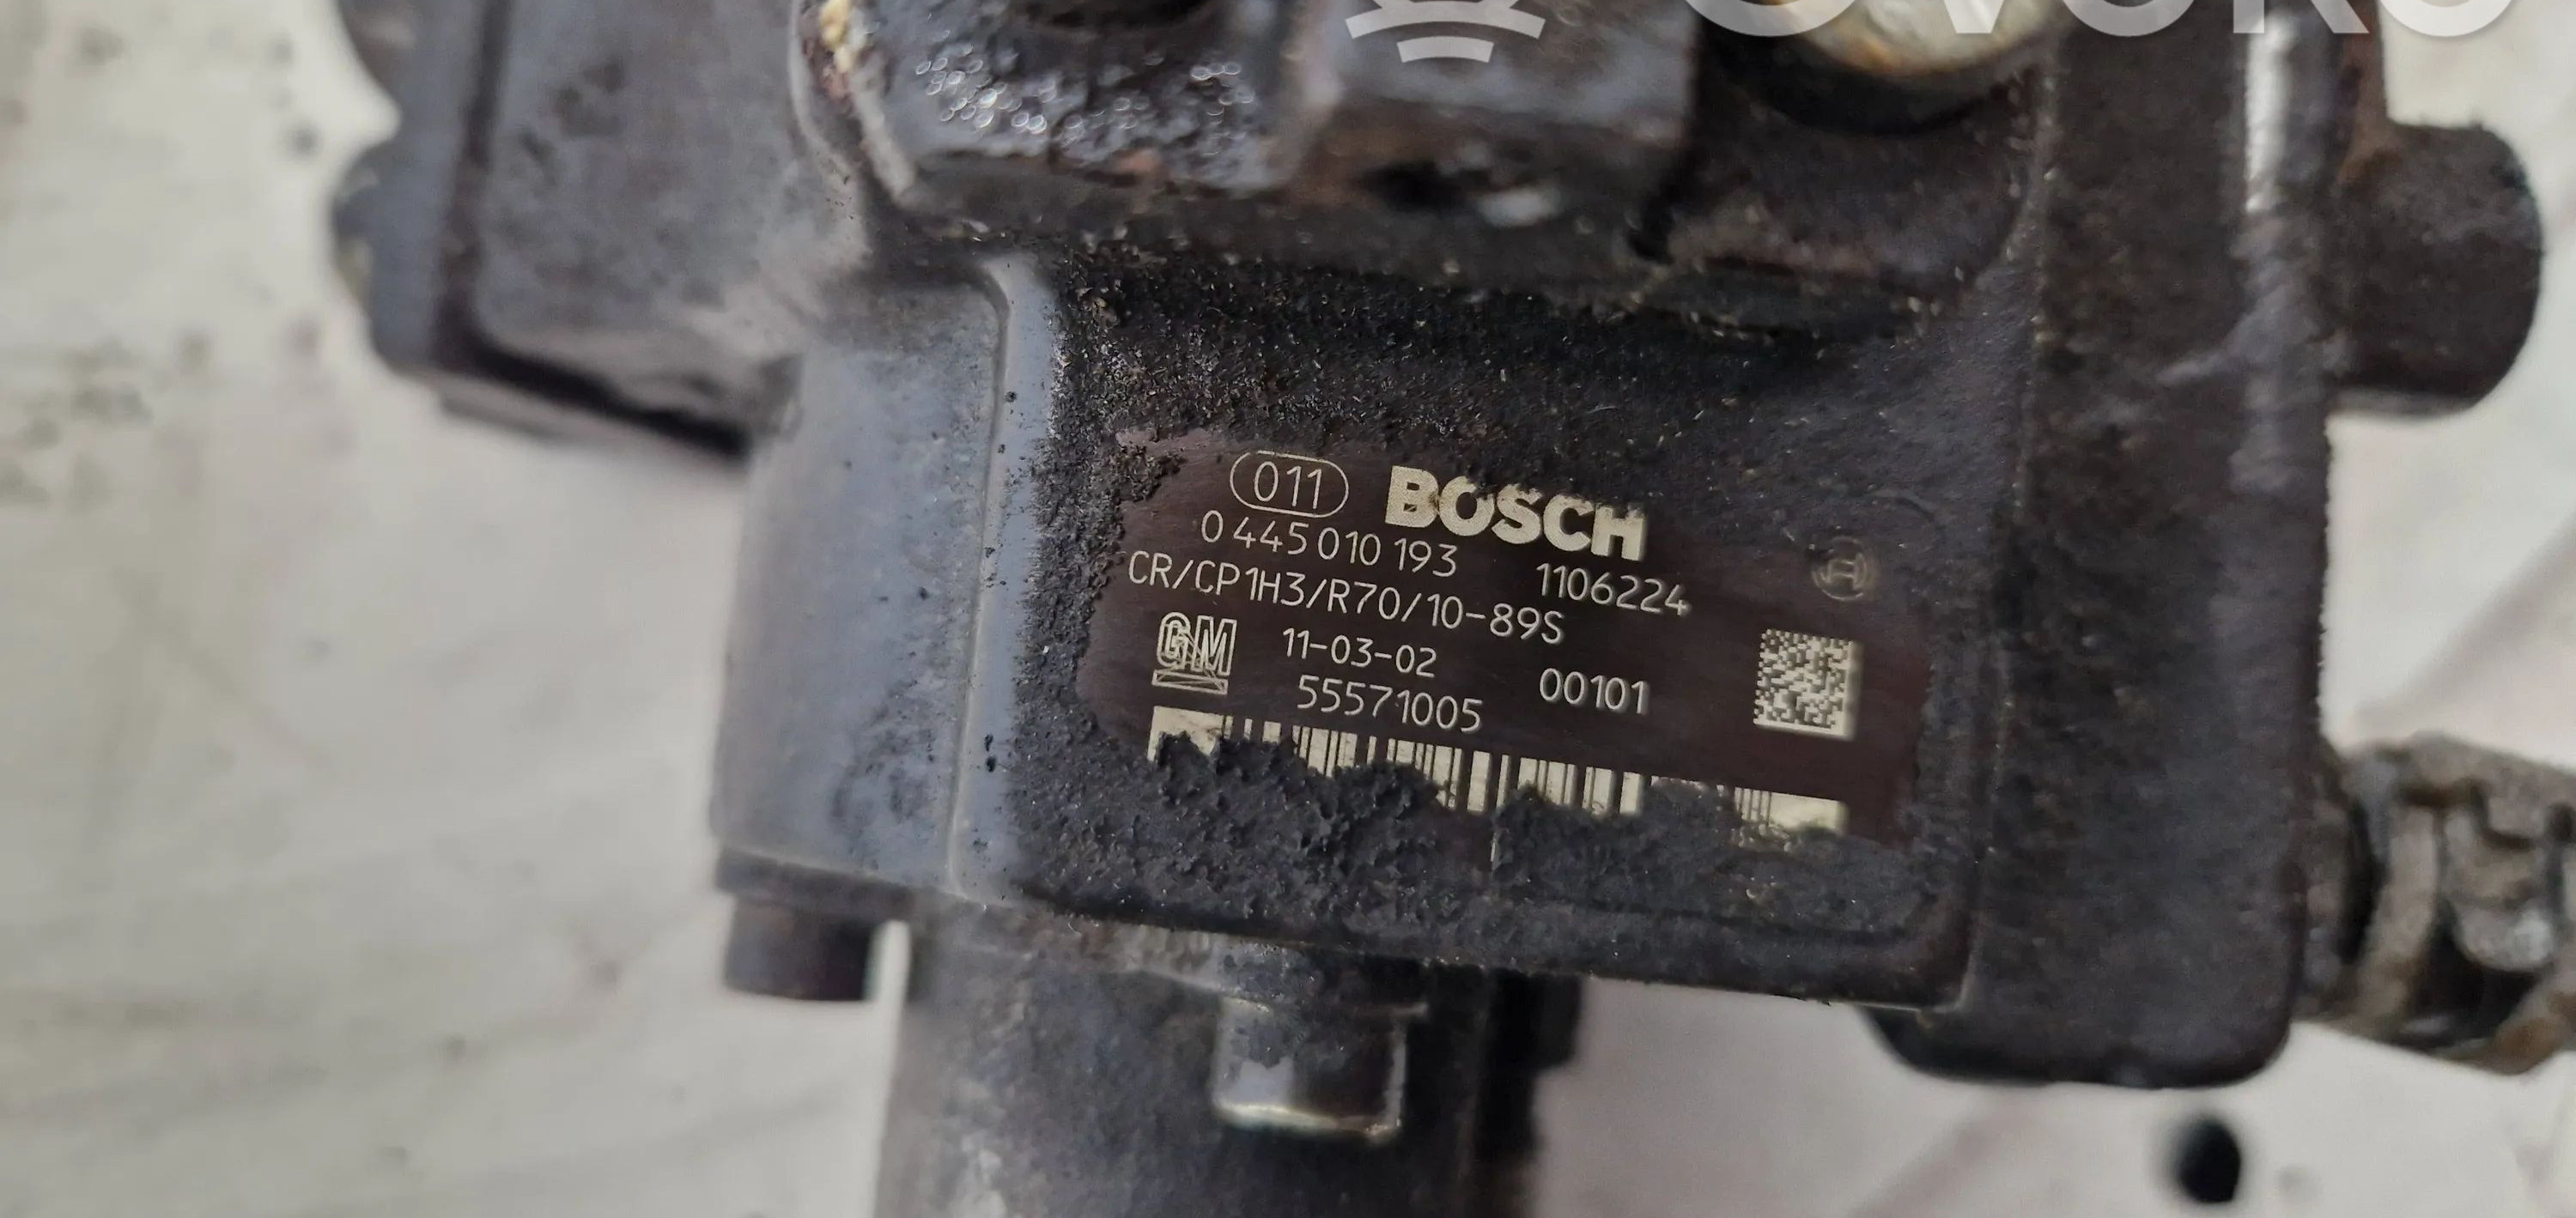 011 BOSCH
0 445 010 193 1106224
CR/CP1H3/R70/10-89S
GM 11-03-02 00101
55571005